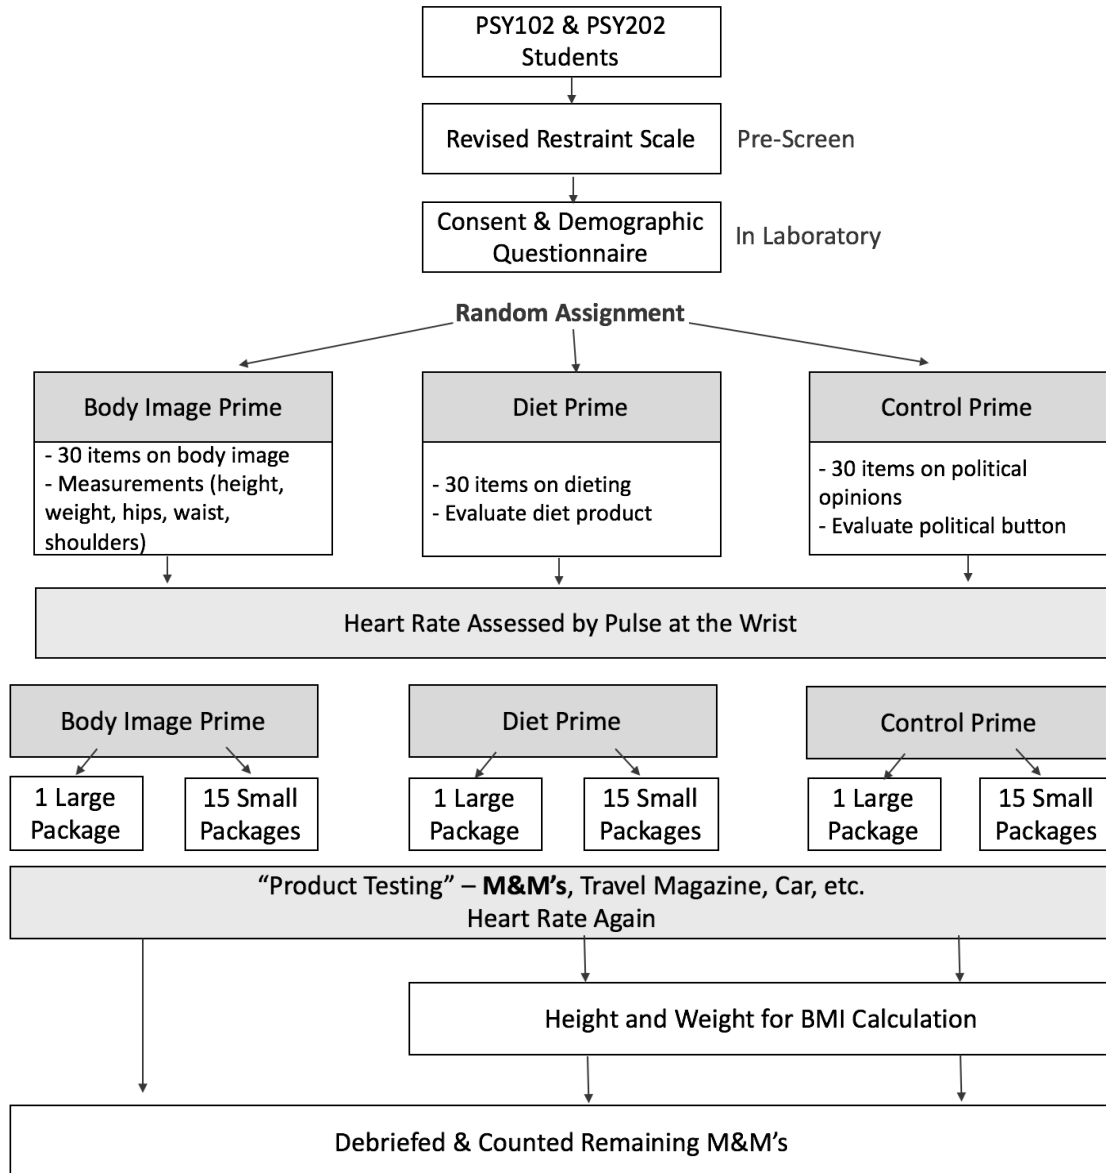 PSY102 & PSY202
Students
Revised Restraint Scale
Pre-Screen
Consent & Demographic
Questionnaire
In Laboratory
Random Assignment
Body Image Prime
- 30 items on body image
- Measurements (height,
weight, hips, waist,
shoulders)
Diet Prime
- 30 items on dieting
- Evaluate diet product
Control Prime
- 30 items on political
opinions
- Evaluate political button
Heart Rate Assessed by Pulse at the Wrist
Body Image Prime
1 Large
Package
15 Small
Packages
Diet Prime
1 Large
Package
15 Small
Packages
Control Prime
1 Large
Package
15 Small
Packages
“Product Testing” – M&M’s, Travel Magazine, Car, etc.
Heart Rate Again
Height and Weight for BMI Calculation
Debriefed & Counted Remaining M&M’s